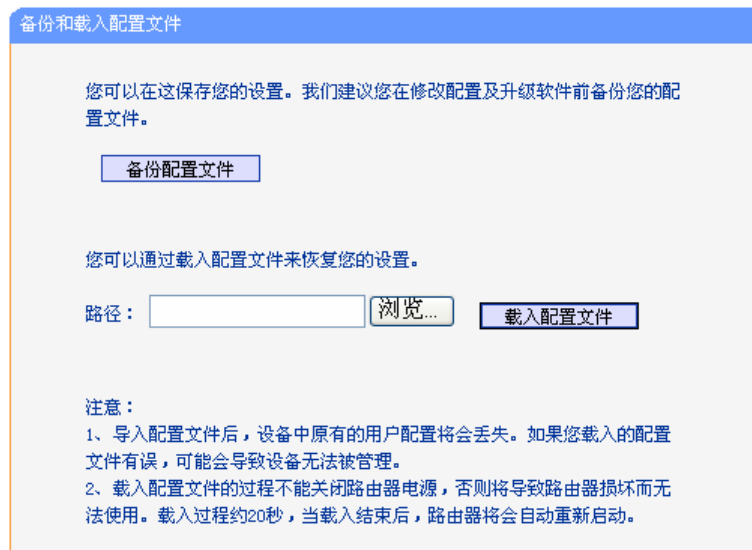 备份和载入配置文件
您可以在这保存您的设置。我们建议您在修改配置及升级软件前备份您的配
置文件。
备份配置文件
您可以通过载入配置文件来恢复您的设置。
路径： 浏览... 载入配置文件
注意：
1、导入配置文件后，设备中原有的用户配置将会丢失。如果您载入的配置
文件有误，可能会导致设备无法被管理。
2、载入配置文件的过程不能关闭路由器电源，否则将导致路由器损坏而无
法使用。载入过程约20秒，当载入结束后，路由器将会自动重新启动。